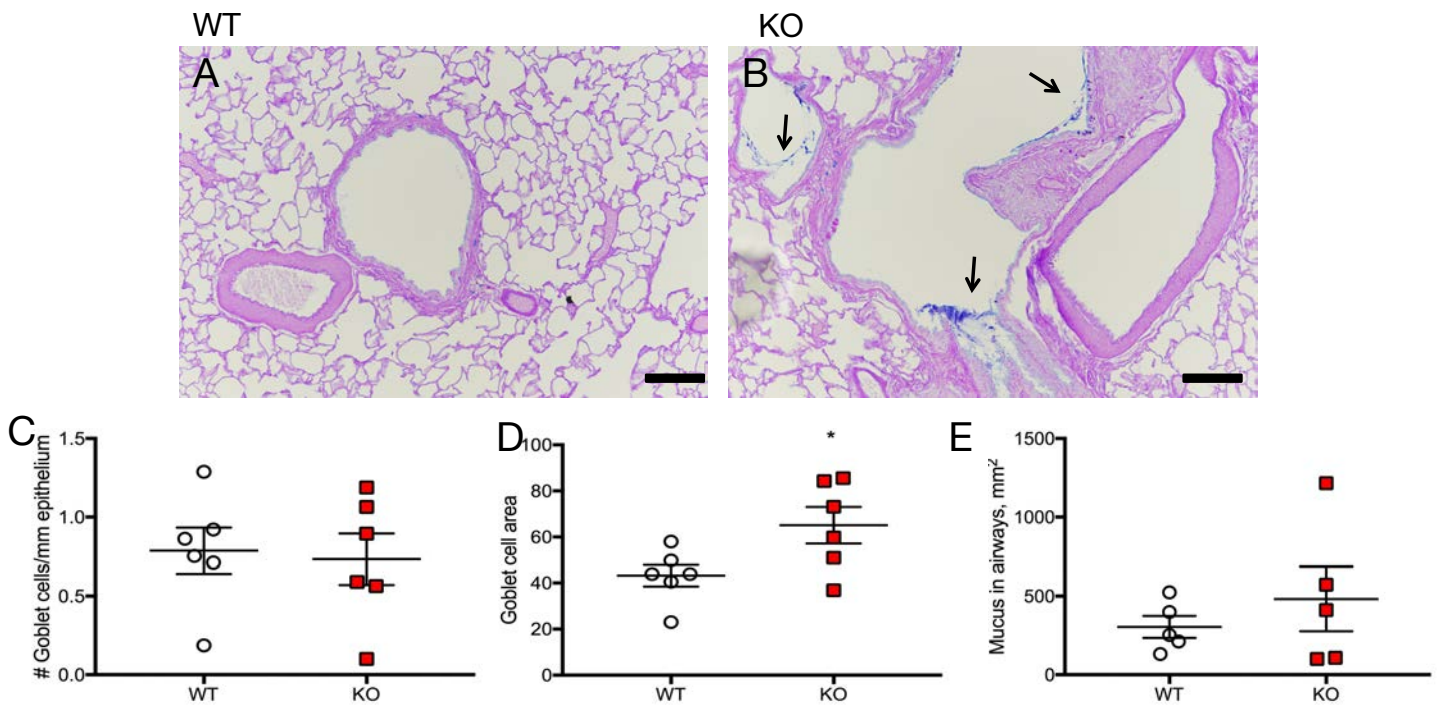 WT
KO
A
B
C
# Goblet cells/mm epithelium
1.5
1.0
0.5
0.0
WT
KO
D
Goblet cell area
100
80
60
40
20
0
*
WT
KO
E
Mucus in airways, mm²
1500
1000
500
0
WT
KO